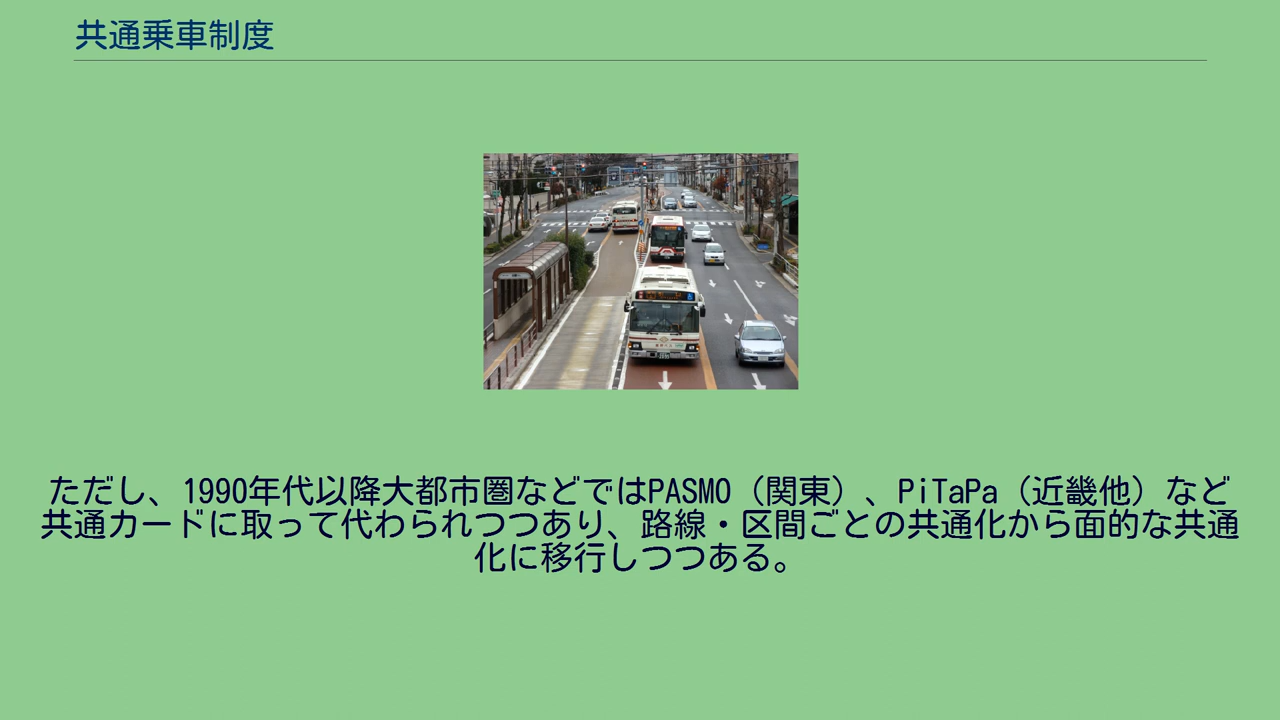 共通乗車制度
ただし、1990年代以降大都市圏などではPASMO（関東）、PiTaPa（近畿他）など
共通カードに取って代わられつつあり、路線・区間ごとの共通化から面的な共通
化に移行しつつある。